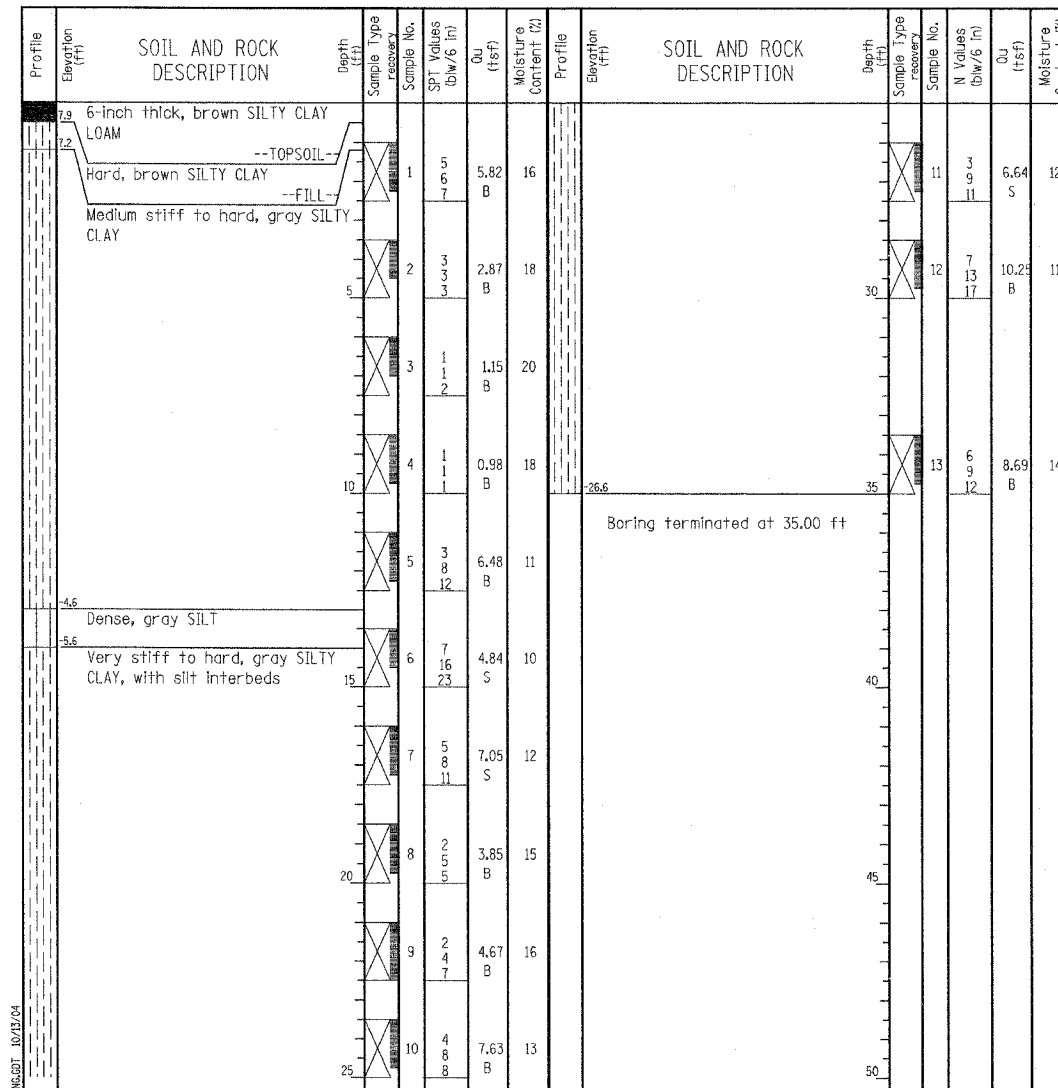 Profile
Elevation (ft)
SOIL AND ROCK
DESCRIPTION
Depth (ft)
Sample Type
recovery
Sample No.
SPT Values
(blw/6 in)
Qu
(tsf)
Moisture
Content (%)
Profile
Elevation (ft)
SOIL AND ROCK
DESCRIPTION
Depth (ft)
Sample Type
recovery
Sample No.
N Values
(blw/6 in)
Qu
(tsf)
Moisture
7.9 6-inch thick, brown SILTY CLAY
LOAM
7.2 --TOPSOIL--
Hard, brown SILTY CLAY
--FILL--
Medium stiff to hard, gray SILTY
CLAY
1 5 6 7 5.82 B 16
5 2 3 3 3 2.87 B 18
3 1 1 2 1.15 B 20
10 4 1 1 1 0.98 B 18
5 3 8 12 6.48 B 11
-4.6
Dense, gray SILT
-5.6
Very stiff to hard, gray SILTY
CLAY, with silt interbeds
15 6 7 16 23 4.84 S 10
7 5 8 11 7.05 S 12
20 8 2 5 5 3.85 B 15
9 2 4 7 4.67 B 16
25 10 4 8 8 7.63 B 13
11 3 9 11 6.64 S 12
30 12 7 13 17 10.25 B 11
13 6 9 12 8.69 B 14
-26.6 35
Boring terminated at 35.00 ft
40
45
50
NG.GDT 10/13/04